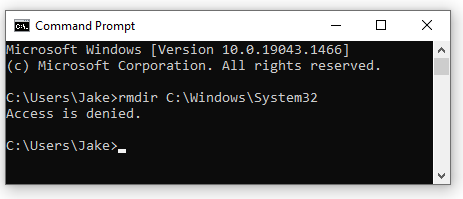 Command Prompt
Microsoft Windows [Version 10.0.19043.1466]
(c) Microsoft Corporation. All rights reserved.
C:\Users\Jake>rmdir C:\Windows\System32
Access is denied.
C:\Users\Jake>